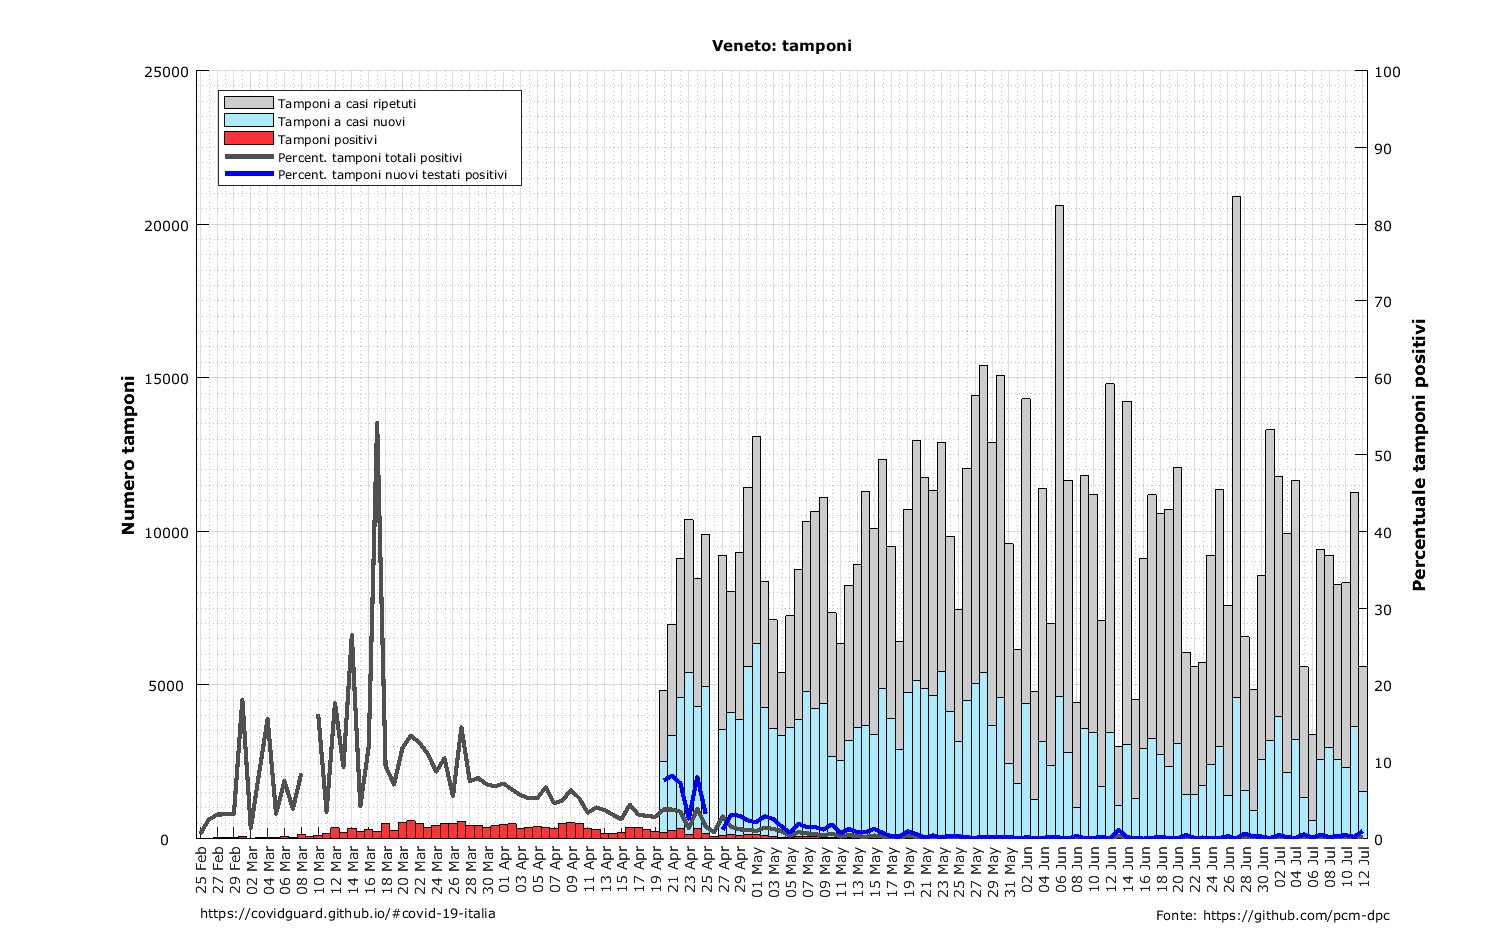 Veneto: tamponi
25000
20000
15000
10000
5000
0
100
90
80
70
60
50
40
30
20
10
0
Numero tamponi
Percentuale tamponi positivi
Tamponi a casi ripetuti
Tamponi a casi nuovi
Tamponi positivi
Percent. tamponi totali positivi
Percent. tamponi nuovi testati positivi
25 Feb
27 Feb
29 Feb
02 Mar
04 Mar
06 Mar
08 Mar
10 Mar
12 Mar
14 Mar
16 Mar
18 Mar
20 Mar
22 Mar
24 Mar
26 Mar
28 Mar
30 Mar
01 Apr
03 Apr
05 Apr
07 Apr
09 Apr
11 Apr
13 Apr
15 Apr
17 Apr
19 Apr
21 Apr
23 Apr
25 Apr
27 Apr
29 Apr
01 May
03 May
05 May
07 May
09 May
11 May
13 May
15 May
17 May
19 May
21 May
23 May
25 May
27 May
29 May
31 May
02 Jun
04 Jun
06 Jun
08 Jun
10 Jun
12 Jun
14 Jun
16 Jun
18 Jun
20 Jun
22 Jun
24 Jun
26 Jun
28 Jun
30 Jun
02 Jul
04 Jul
06 Jul
08 Jul
10 Jul
12 Jul
https://covidguard.github.io/#covid-19-italia
Fonte: https://github.com/pcm-dpc